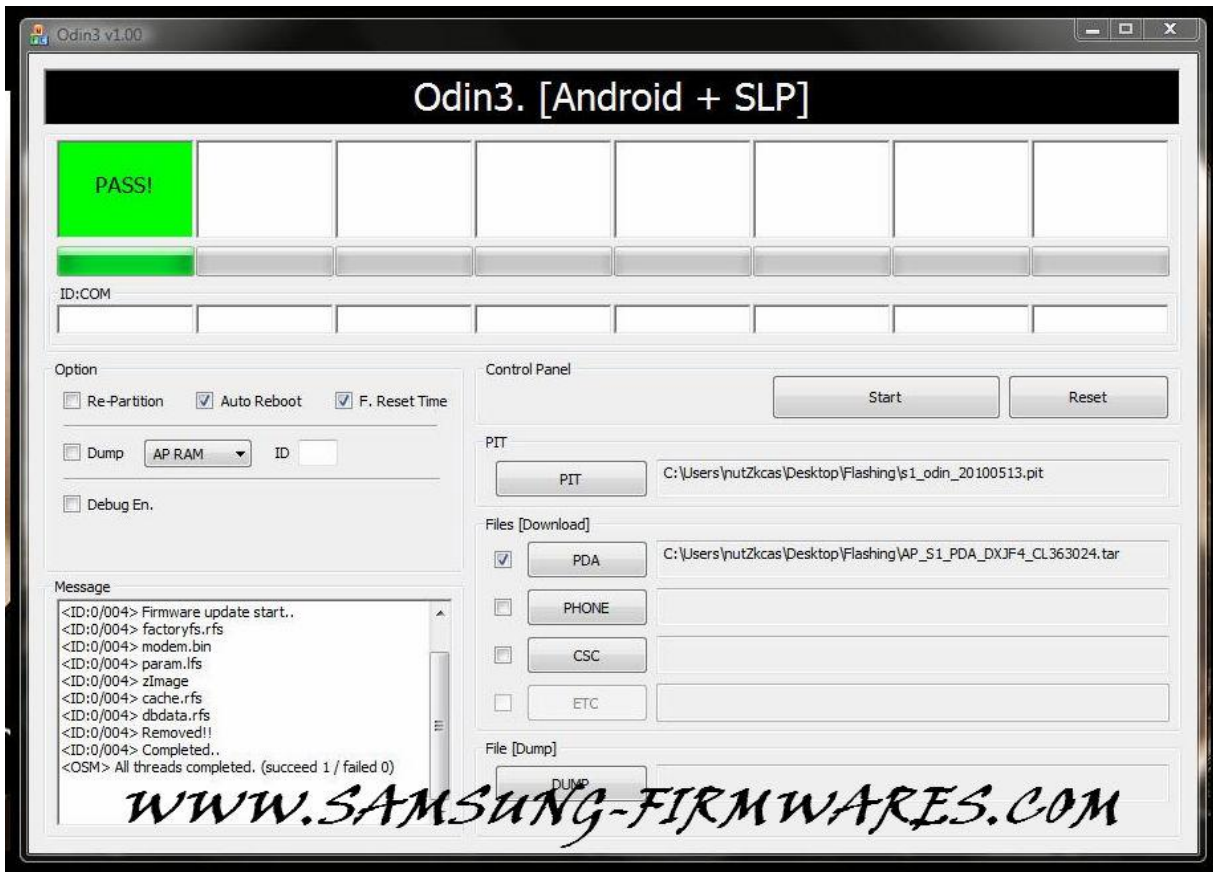 Odin3 v1.00
Odin3. [Android + SLP]
PASS!
ID:COM
Option
Re-Partition
Auto Reboot
F. Reset Time
Dump
AP RAM
ID
Debug En.
Control Panel
Start
Reset
PIT
PIT
C:\Users\nutZkcas\Desktop\Flashing\s1_odin_20100513.pit
Files [Download]
PDA
C:\Users\nutZkcas\Desktop\Flashing\AP_S1_PDA_DXJF4_CL363024.tar
PHONE
CSC
ETC
Message
<ID:0/004> Firmware update start..
<ID:0/004> factoryfs.rfs
<ID:0/004> modem.bin
<ID:0/004> param.lfs
<ID:0/004> zImage
<ID:0/004> cache.rfs
<ID:0/004> dbdata.rfs
<ID:0/004> Removed!!
<ID:0/004> Completed..
<OSM> All threads completed. (succeed 1 / failed 0)
File [Dump]
DUMP
WWW.SAMSUNG-FIRMWARES.COM